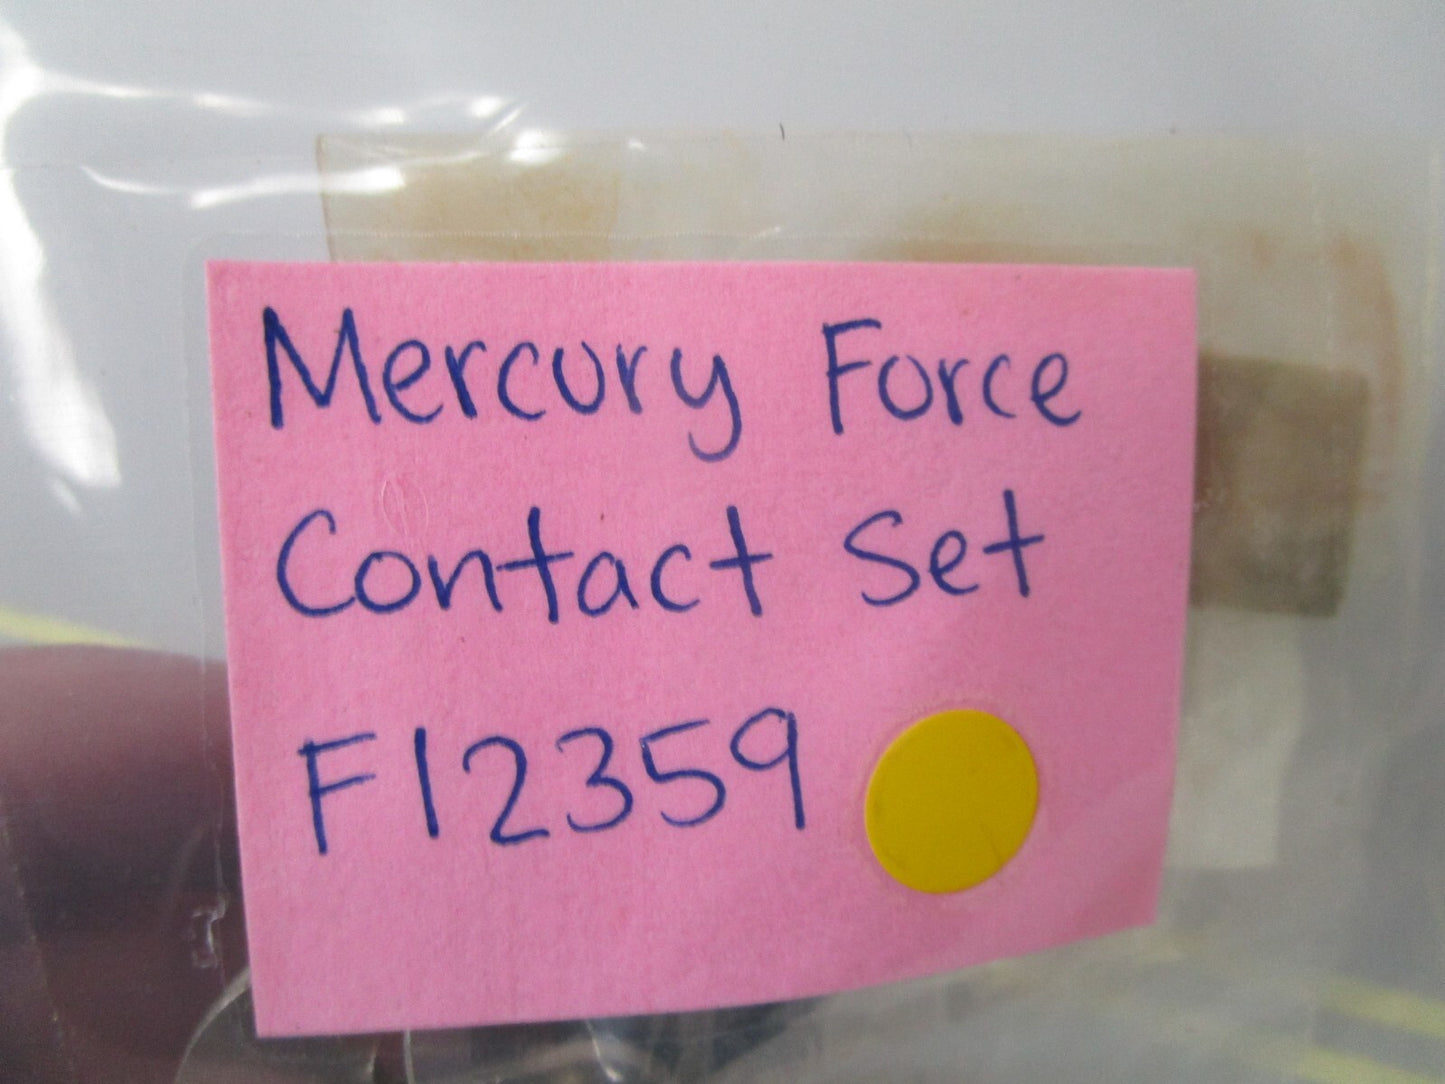 Mercury Force
Contact Set
F12359